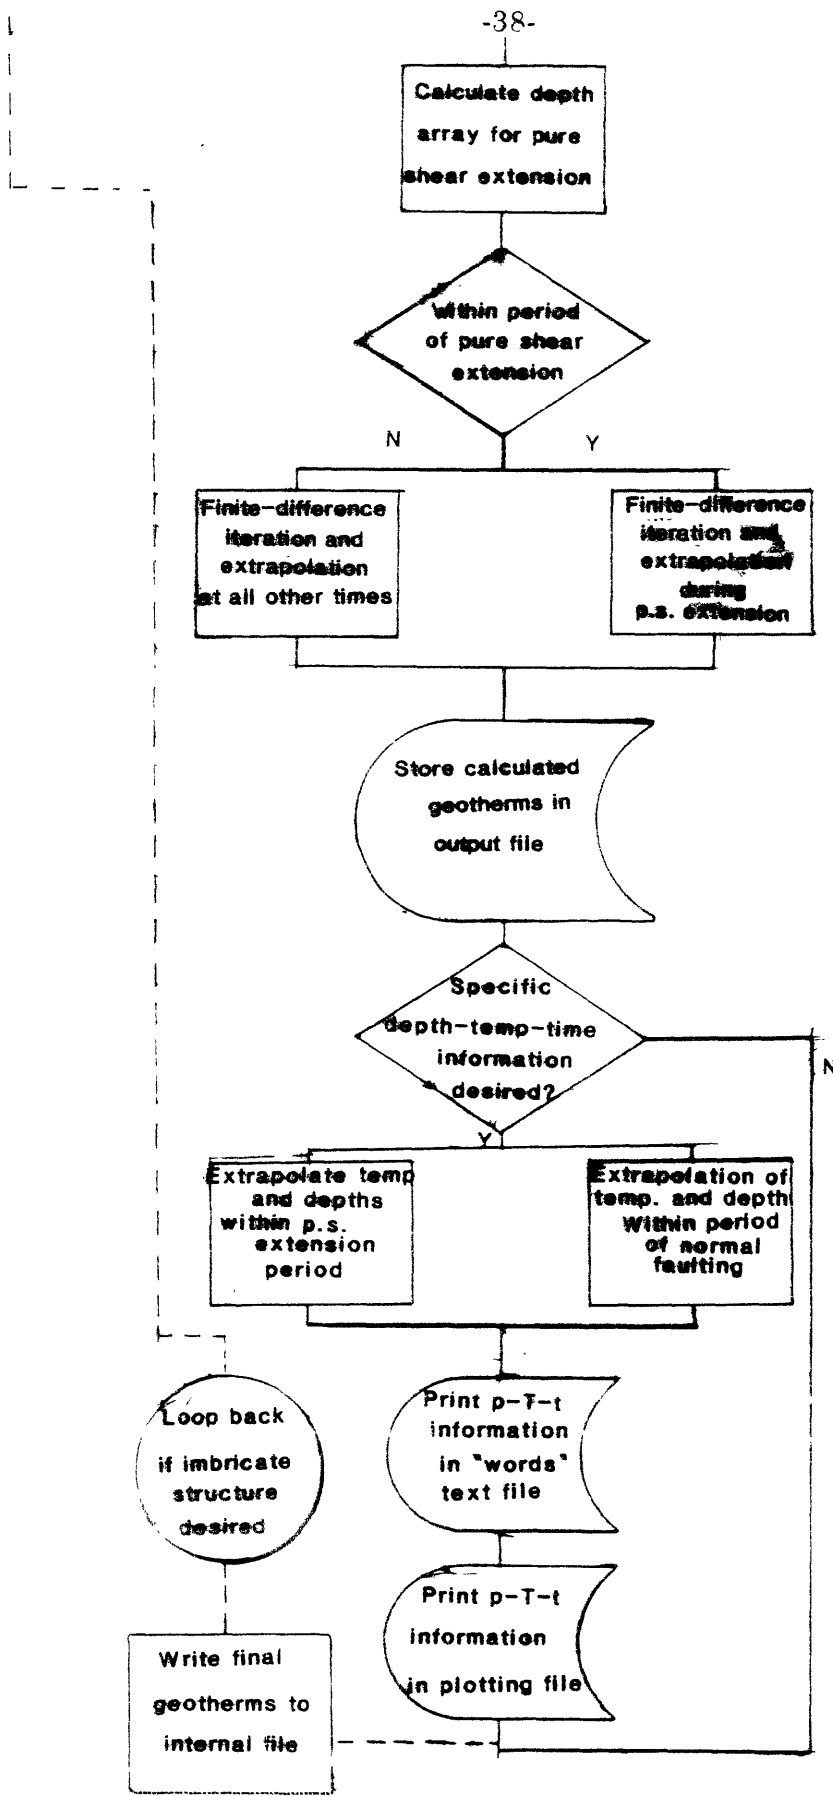 -38-
Calculate depth
array for pure
shear extension
Within period
of pure shear
extension
N
Y
Finite-difference
iteration and
extrapolation
at all other times
Finite-difference
iteration and
extrapolation
during
p.s. extension
Store calculated
geotherms in
output file
Specific
depth-temp-time
information
desired?
N
Y
Extrapolate temp
and depths
within p.s.
extension
period
Extrapolation of
temp. and depth
Within period
of normal
faulting
Print p-T-t
information
in "words"
text file
Loop back
if imbricate
structure
desired
Print p-T-t
information
in plotting file
Write final
geotherms to
internal file